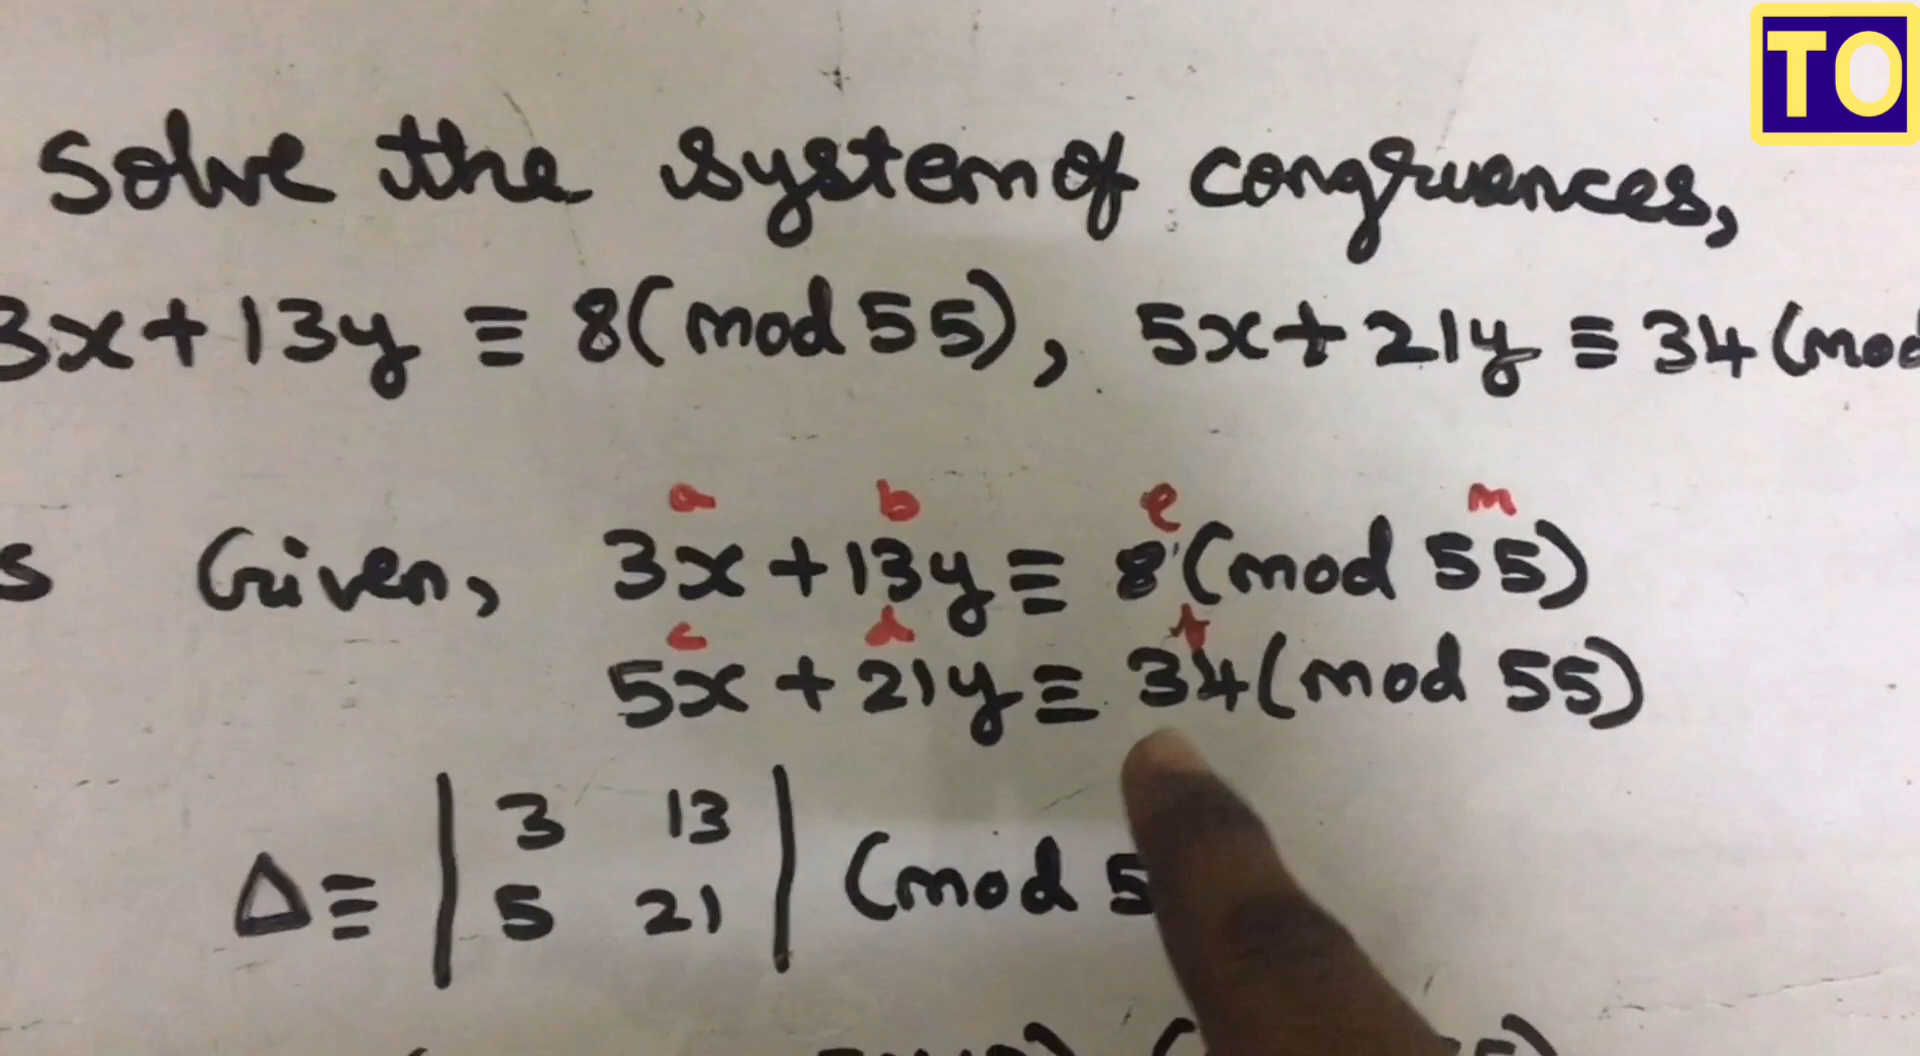 TO
Solve the system of congruences,
3x + 13y ≡ 8 (mod 55), 5x + 21y ≡ 34 (mod
a b e m
s Given, 3x + 13y ≡ 8 (mod 55)
c d f
5x + 21y ≡ 34 (mod 55)
3 13
Δ ≡ | | (mod 5
5 21